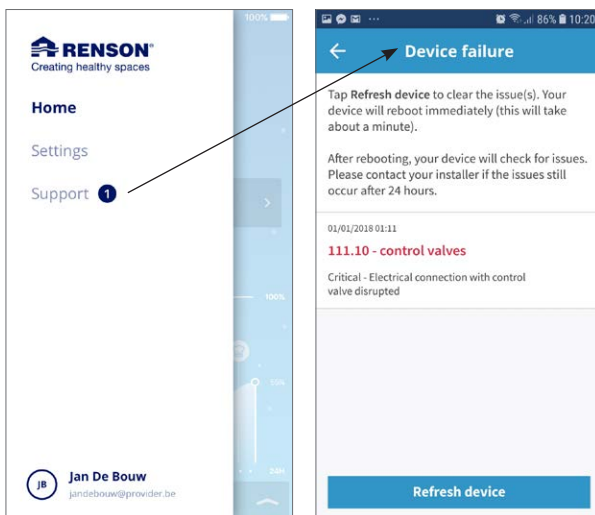 100%
RENSON®
Creating healthy spaces
Home
Settings
Support 1
100%
55%
24H
JB
Jan De Bouw
jandebouw@provider.be
86% 10:20
Device failure
Tap Refresh device to clear the issue(s). Your
device will reboot immediately (this will take
about a minute).
After rebooting, your device will check for issues.
Please contact your installer if the issues still
occur after 24 hours.
01/01/2018 01:11
111.10 - control valves
Critical - Electrical connection with control
valve disrupted
Refresh device